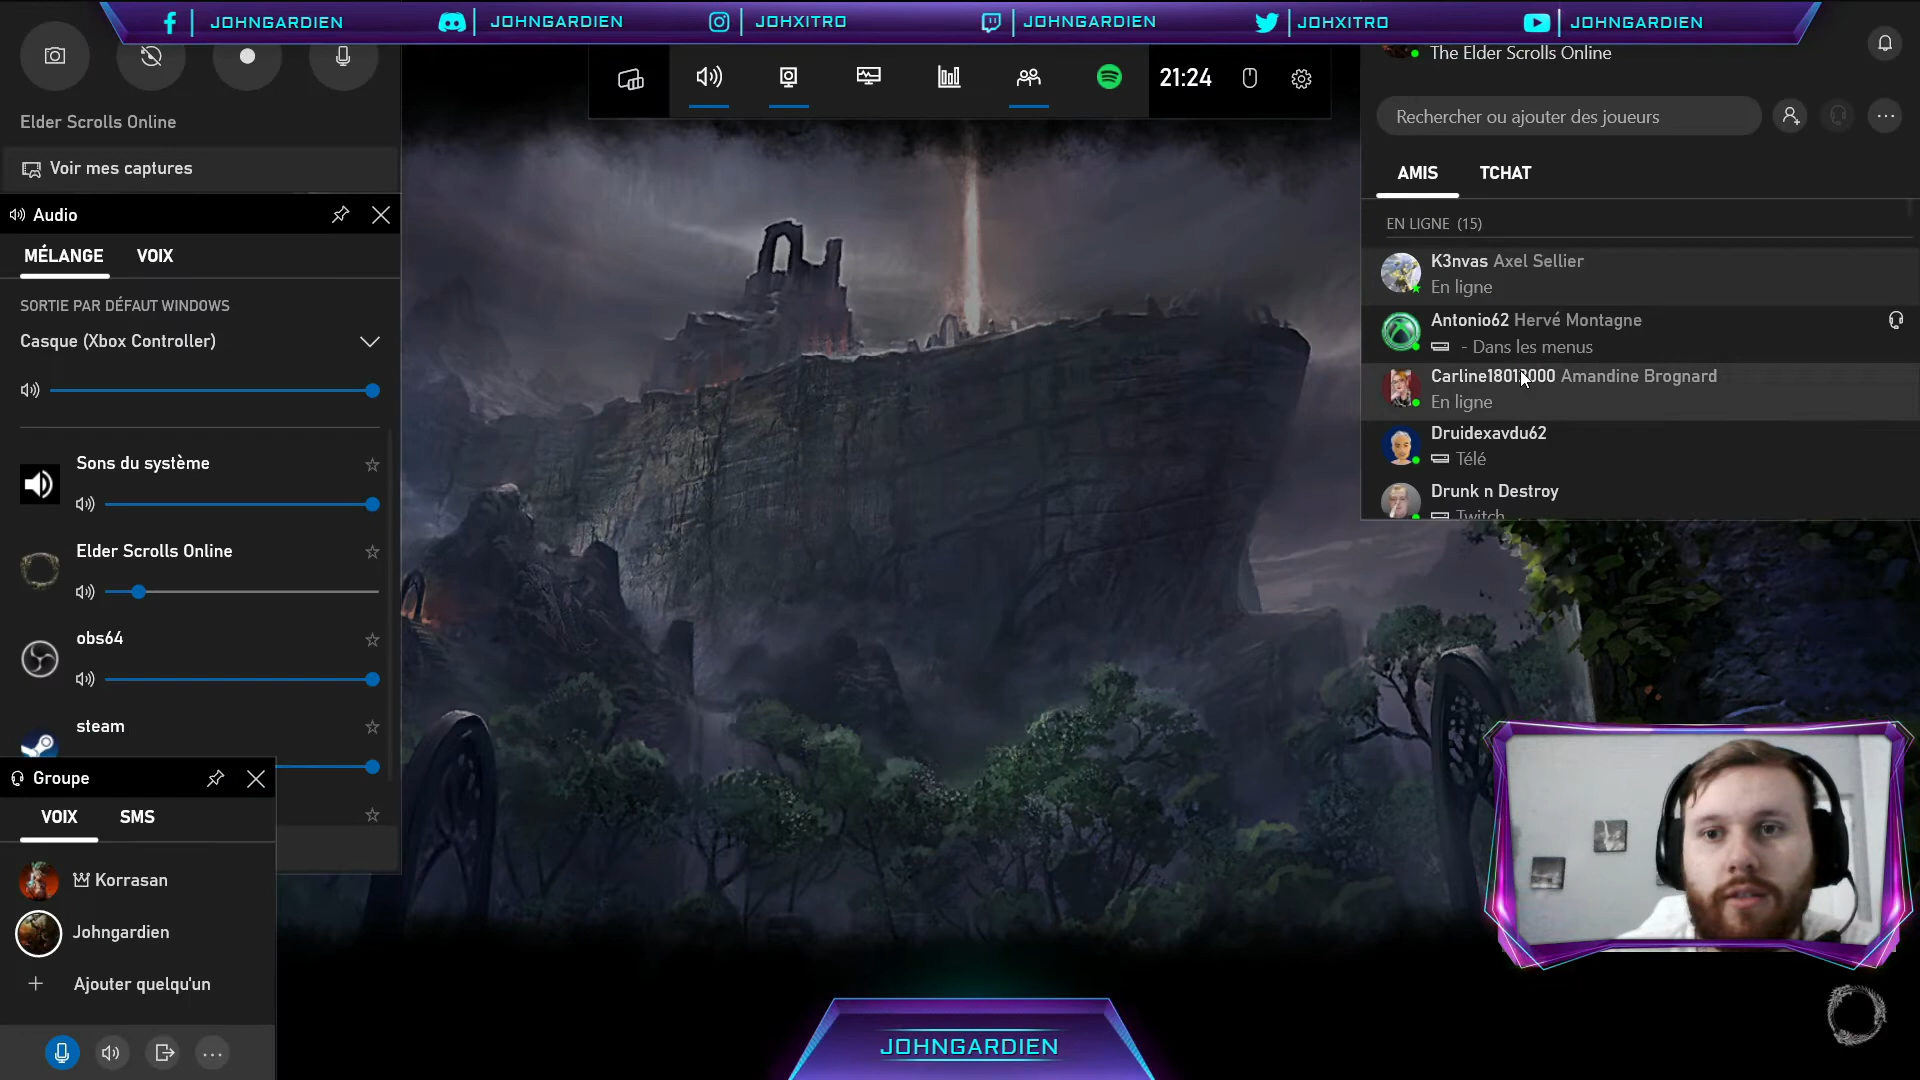 JOHNGARDIEN
JOHNGARDIEN
JOHXITRO
JOHNGARDIEN
JOHXITRO
JOHNGARDIEN
Elder Scrolls Online
Voir mes captures
Audio
MÉLANGE
VOIX
SORTIE PAR DÉFAUT WINDOWS
Casque (Xbox Controller)
Sons du système
Elder Scrolls Online
obs64
steam
Groupe
VOIX
SMS
Korrasan
Johngardien
Ajouter quelqu'un
21:24
The Elder Scrolls Online
Rechercher ou ajouter des joueurs
AMIS
TCHAT
EN LIGNE (15)
K3nvas Axel Sellier
En ligne
Antonio62 Hervé Montagne
- Dans les menus
Amandine Brognard
En ligne
Druidexavdu62
Télé
Drunk n Destroy
Twitch
JOHNGARDIEN